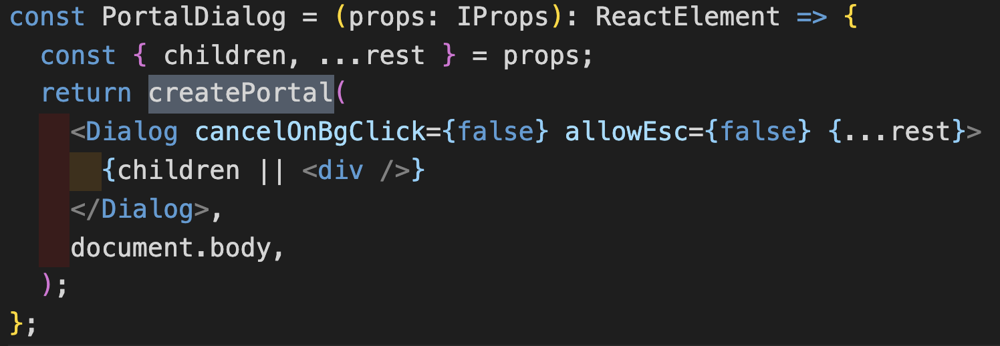 const PortalDialog = (props: IProps): ReactElement => {
  const { children, ...rest } = props;
  return createPortal(
    <Dialog cancelOnBgClick={false} allowEsc={false} {...rest}>
      {children || <div />}
    </Dialog>,
    document.body,
  );
};